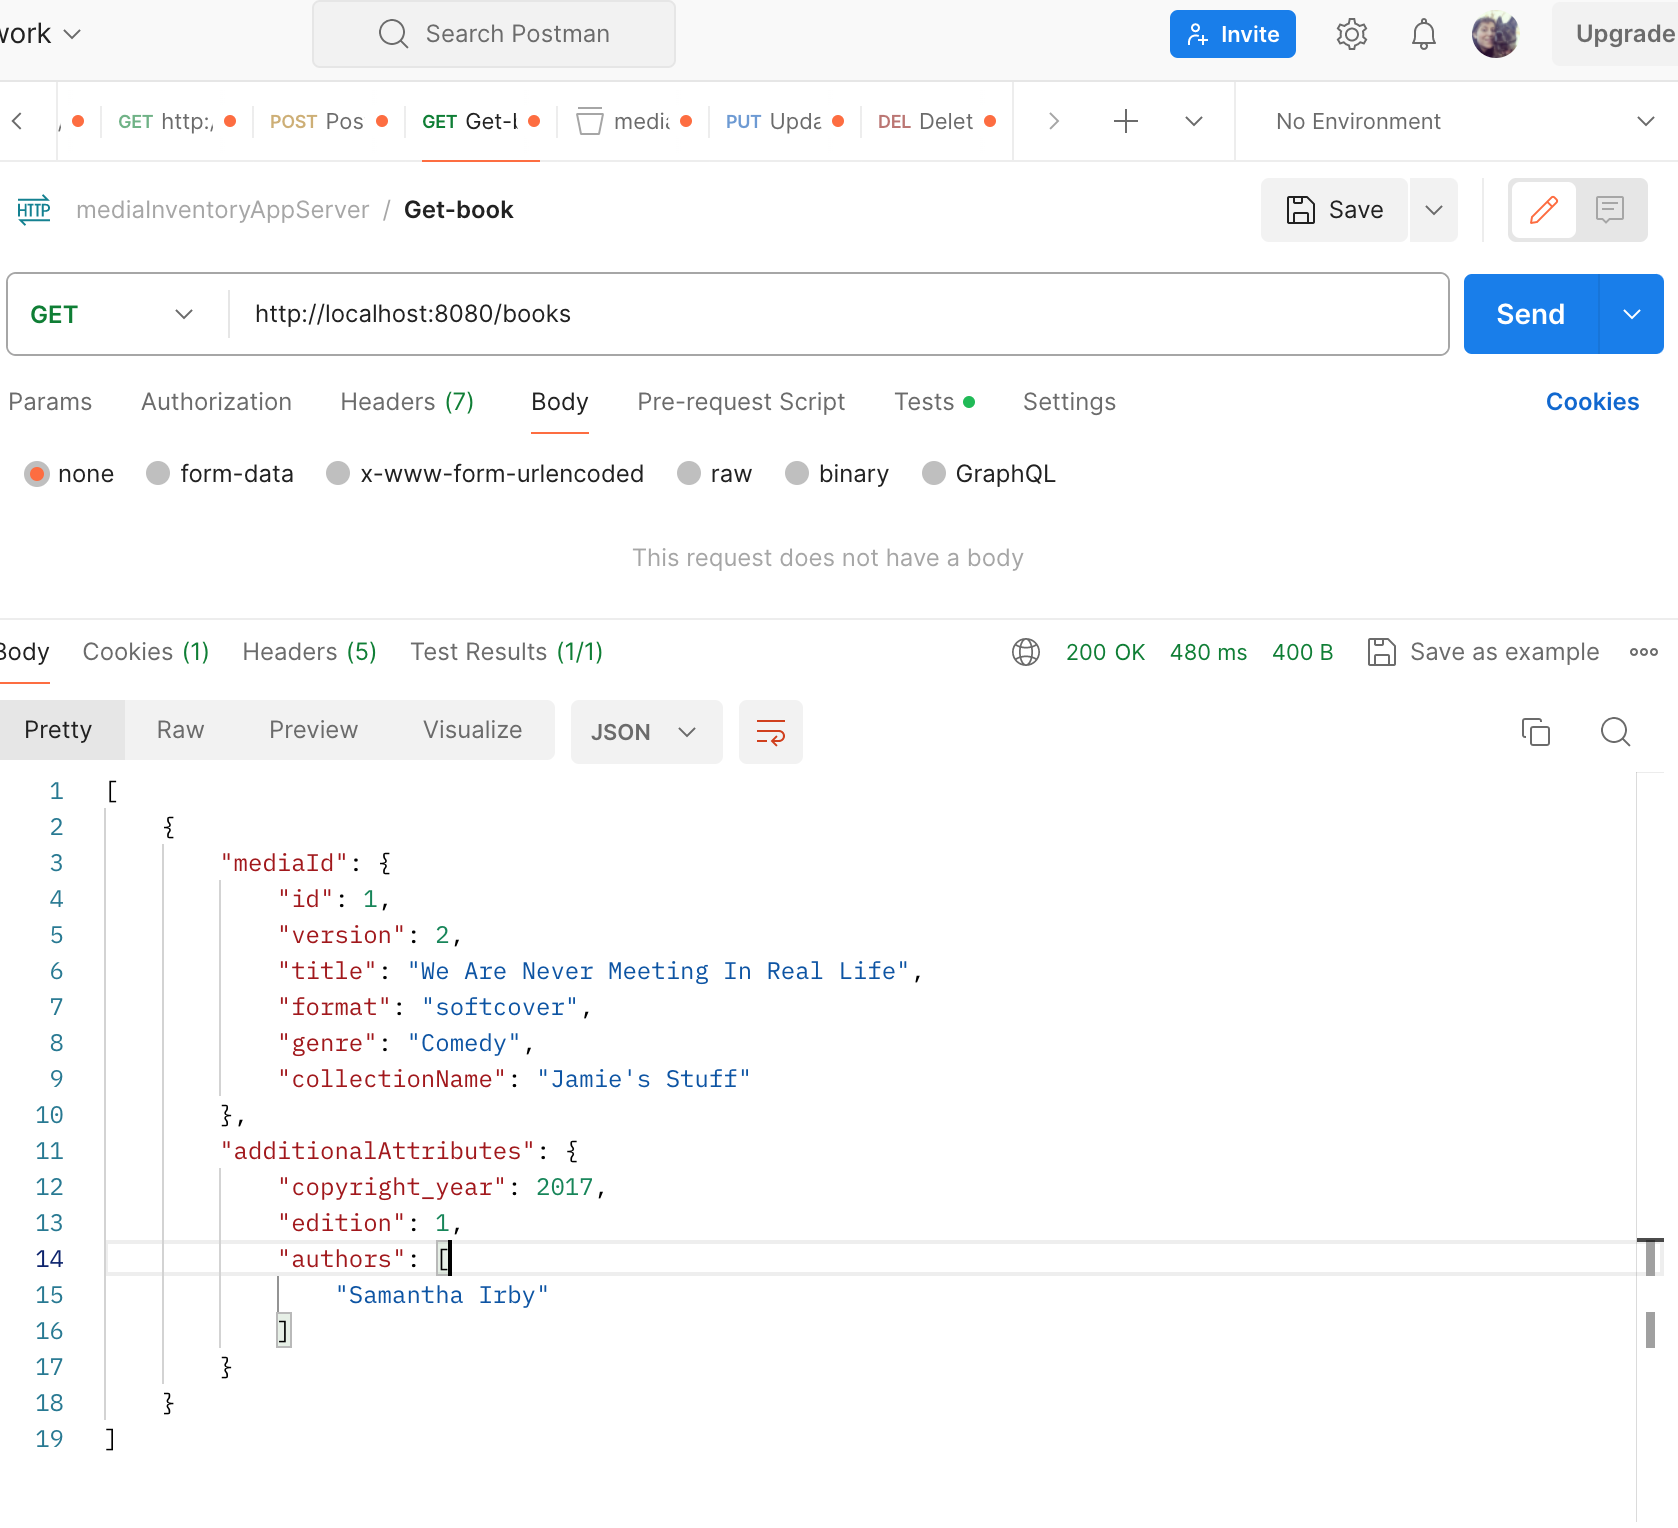 work
Search Postman
Invite
Upgrade
GET http:/
POST Pos
GET Get-b
media
PUT Upda
DEL Delet
No Environment
HTTP
mediaInventoryAppServer / Get-book
Save
GET
http://localhost:8080/books
Send
Params Authorization Headers (7) Body Pre-request Script Tests Settings Cookies
none form-data x-www-form-urlencoded raw binary GraphQL
This request does not have a body
Body Cookies (1) Headers (5) Test Results (1/1) 200 OK 480 ms 400 B Save as example
Pretty Raw Preview Visualize JSON
1 [
2 {
3 "mediaId": {
4 "id": 1,
5 "version": 2,
6 "title": "We Are Never Meeting In Real Life",
7 "format": "softcover",
8 "genre": "Comedy",
9 "collectionName": "Jamie's Stuff"
10 },
11 "additionalAttributes": {
12 "copyright_year": 2017,
13 "edition": 1,
14 "authors": [
15 "Samantha Irby"
16 ]
17 }
18 }
19 ]